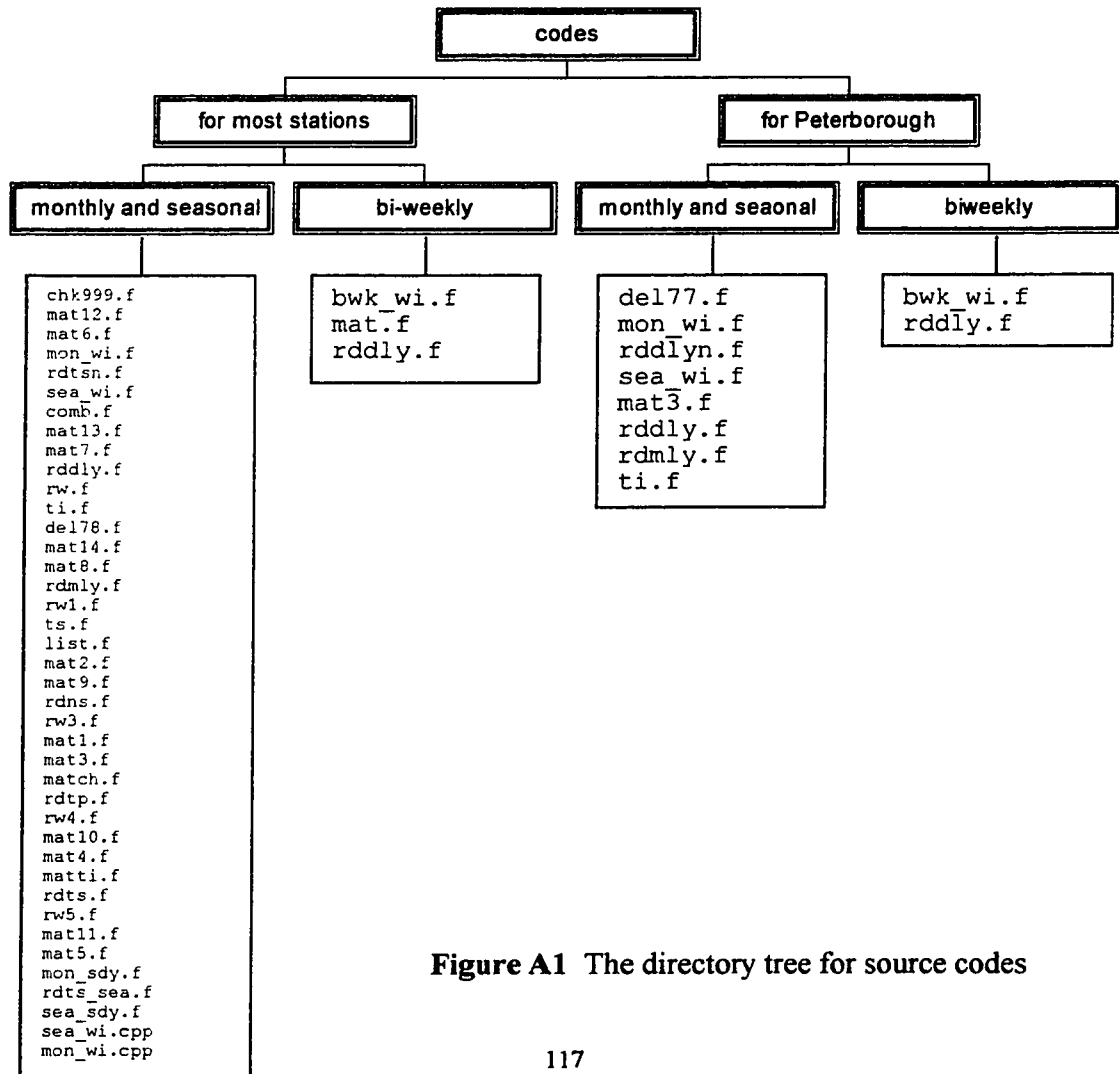 codes
for most stations
for Peterborough
monthly and seasonal
bi-weekly
monthly and seaonal
biweekly
chk999.f
mat12.f
mat6.f
mon_wi.f
rdtsn.f
sea_wi.f
comb.f
mat13.f
mat7.f
rddly.f
rw.f
ti.f
del78.f
mat14.f
mat8.f
rdmly.f
rw1.f
ts.f
list.f
mat2.f
mat9.f
rdns.f
rw3.f
mat1.f
mat3.f
match.f
rdtp.f
rw4.f
mat10.f
mat4.f
matti.f
rdts.f
rw5.f
mat11.f
mat5.f
mon_sdy.f
rdts_sea.f
sea_sdy.f
sea_wi.cpp
mon_wi.cpp
bwk_wi.f
mat.f
rddly.f
del77.f
mon_wi.f
rddlyn.f
sea_wi.f
mat3.f
rddly.f
rdmly.f
ti.f
bwk_wi.f
rddly.f
Figure A1 The directory tree for source codes
117